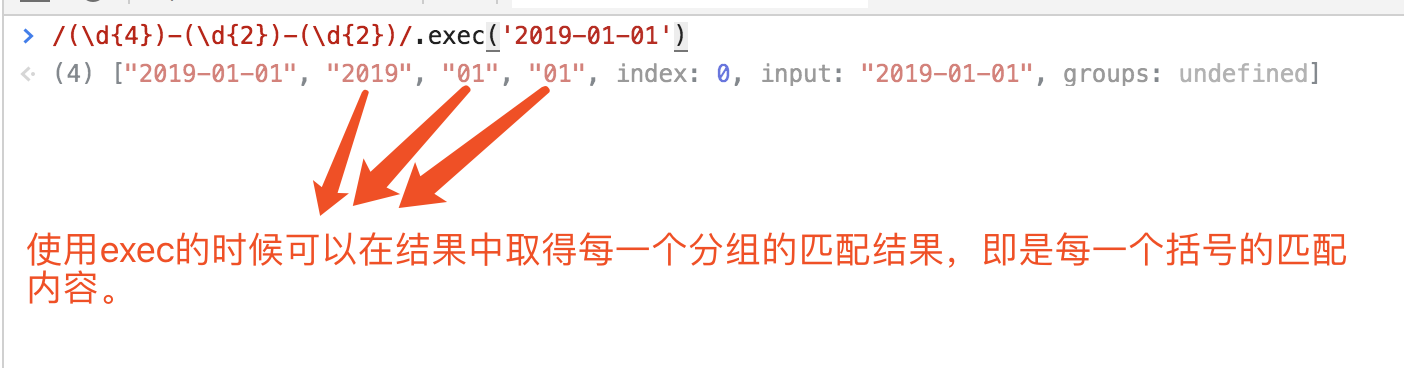 > /(\d{4})-(\d{2})-(\d{2})/.exec('2019-01-01')
(4) ["2019-01-01", "2019", "01", "01", index: 0, input: "2019-01-01", groups: undefined]
使用exec的时候可以在结果中取得每一个分组的匹配结果，即是每一个括号的匹配
内容。